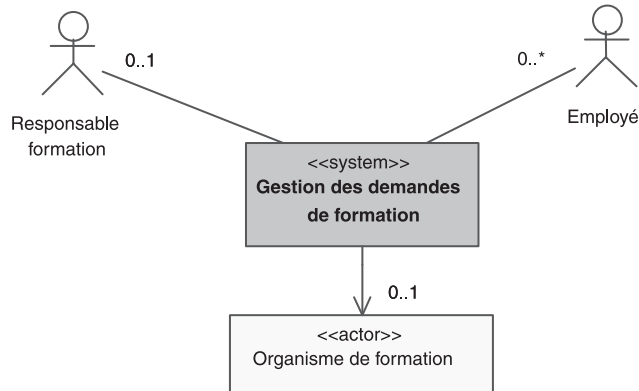 0..1
0..*
Responsable
formation
Employé
<<system>>
Gestion des demandes
de formation
0..1
<<actor>>
Organisme de formation